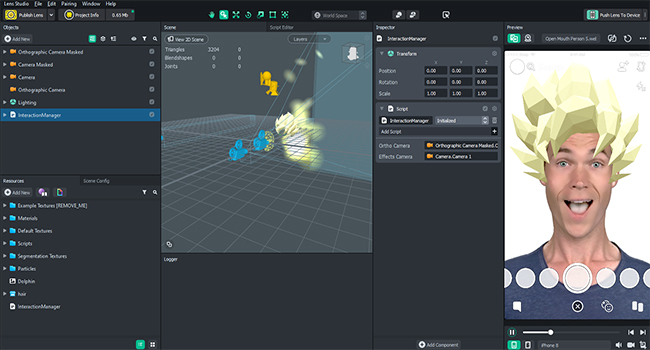 Lens Studio
File Edit Tools Pairing Window Help
Publish Lens
Project Info
0.65 Mb
World Space
Push Lens To Device
Objects
Add New
Orthographic Camera Masked
Camera Masked
Camera
Orthographic Camera
Lighting
InteractionManager
Resources
Scene Config
Add New
Example Textures [REMOVE_ME]
Materials
Default Textures
Scripts
Segmentation Textures
Particles
Dolphin
hair
InteractionManager
Scene
Script Editor
View 2D Scene
Layers
Triangles 3204 0
Blendshapes 0 0
Joints 0 0
Logger
Inspector
InteractionManager
Transform
X Y Z
Position 0.00 0.00 0.00
Rotation 0.00 0.00 0.00
Scale 1.00 1.00 1.00
Script
InteractionManager Initialized
Add Script
Ortho Camera Orthographic Camera Masked.C
Effects Camera Camera.Camera 1
Add Component
Preview
Open Mouth Person 5.wel
iPhone 8